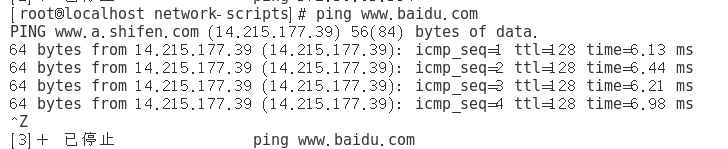 [root@localhost network-scripts]# ping www.baidu.com
PING www.a.shifen.com (14.215.177.39) 56(84) bytes of data.
64 bytes from 14.215.177.39 (14.215.177.39): icmp_seq=1 ttl=128 time=6.13 ms
64 bytes from 14.215.177.39 (14.215.177.39): icmp_seq=2 ttl=128 time=6.44 ms
64 bytes from 14.215.177.39 (14.215.177.39): icmp_seq=3 ttl=128 time=6.21 ms
64 bytes from 14.215.177.39 (14.215.177.39): icmp_seq=4 ttl=128 time=6.98 ms
^Z
[3]+ 已停止 ping www.baidu.com